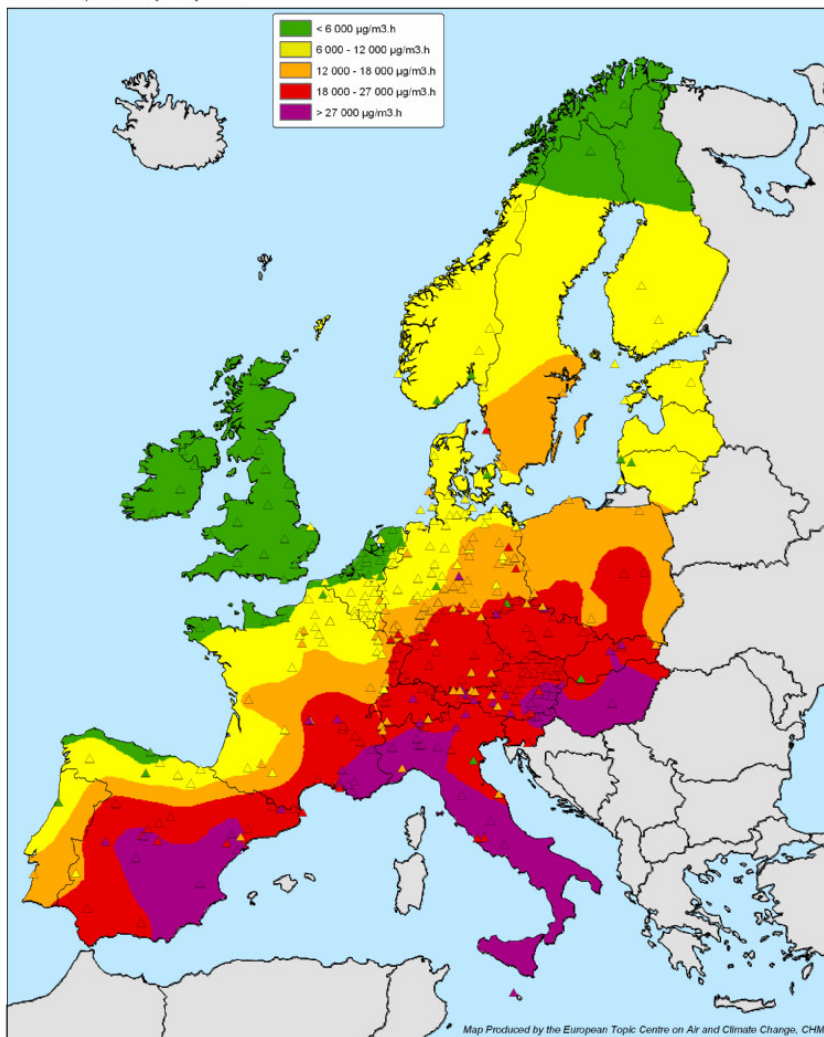 < 6 000 µg/m3.h
6 000 - 12 000 µg/m3.h
12 000 - 18 000 µg/m3.h
18 000 - 27 000 µg/m3.h
> 27 000 µg/m3.h
Map Produced by the European Topic Centre on Air and Climate Change, CHM